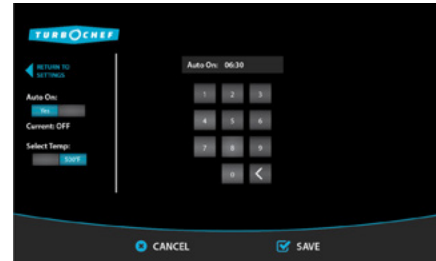 TURBOCHEF
RETURN TO
SETTINGS
Auto On:
Yes
Current: OFF
Select Temp:
500°F
Auto On: 06:30
1 2 3
4 5 6
7 8 9
0 <
CANCEL
SAVE